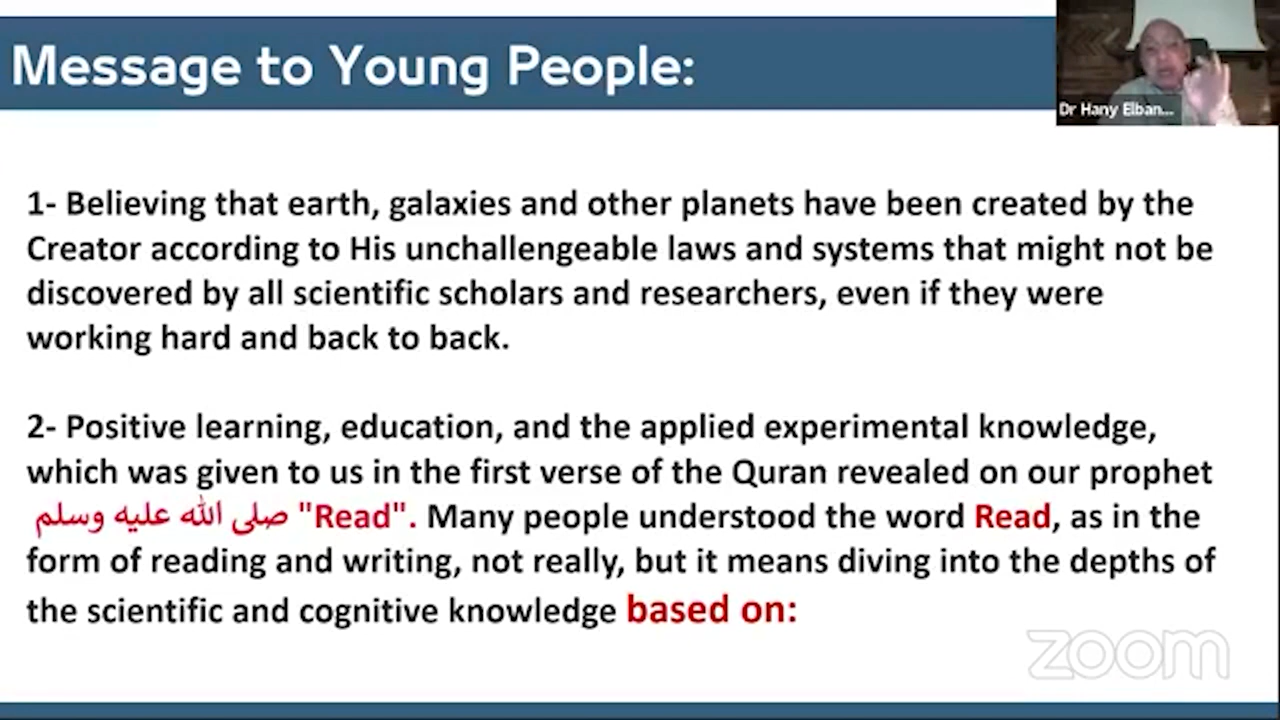 Message to Young People:
Dr Hany Elban...
1- Believing that earth, galaxies and other planets have been created by the
Creator according to His unchallengeable laws and systems that might not be
discovered by all scientific scholars and researchers, even if they were
working hard and back to back.
2- Positive learning, education, and the applied experimental knowledge,
which was given to us in the first verse of the Quran revealed on our prophet
صلى الله عليه وسلم "Read". Many people understood the word Read, as in the
form of reading and writing, not really, but it means diving into the depths of
the scientific and cognitive knowledge based on:
zoom